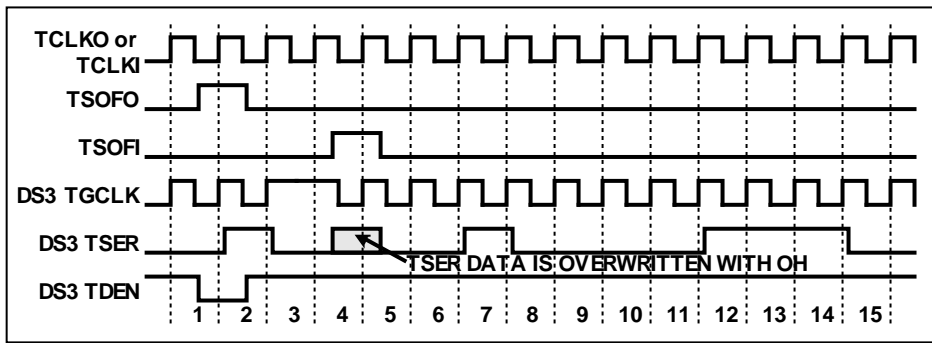 TCLKO or
TCLKI
TSOFO
TSOFI
DS3 TGCLK
DS3 TSER
TSER DATA IS OVERWRITTEN WITH OH
DS3 TDEN
1 2 3 4 5 6 7 8 9 10 11 12 13 14 15